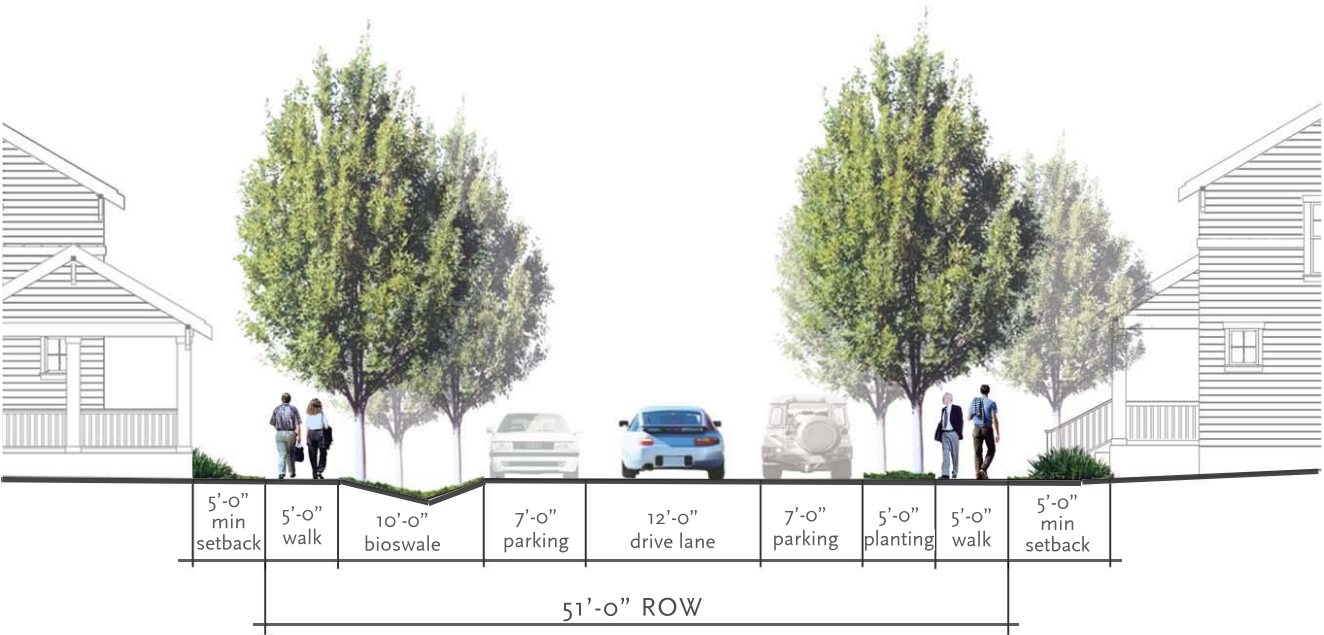 5'-0"
min
setback
5'-0"
walk
10'-0"
bioswale
7'-0"
parking
12'-0"
drive lane
7'-0"
parking
5'-0"
planting
5'-0"
walk
5'-0"
min
setback
51'-0" ROW